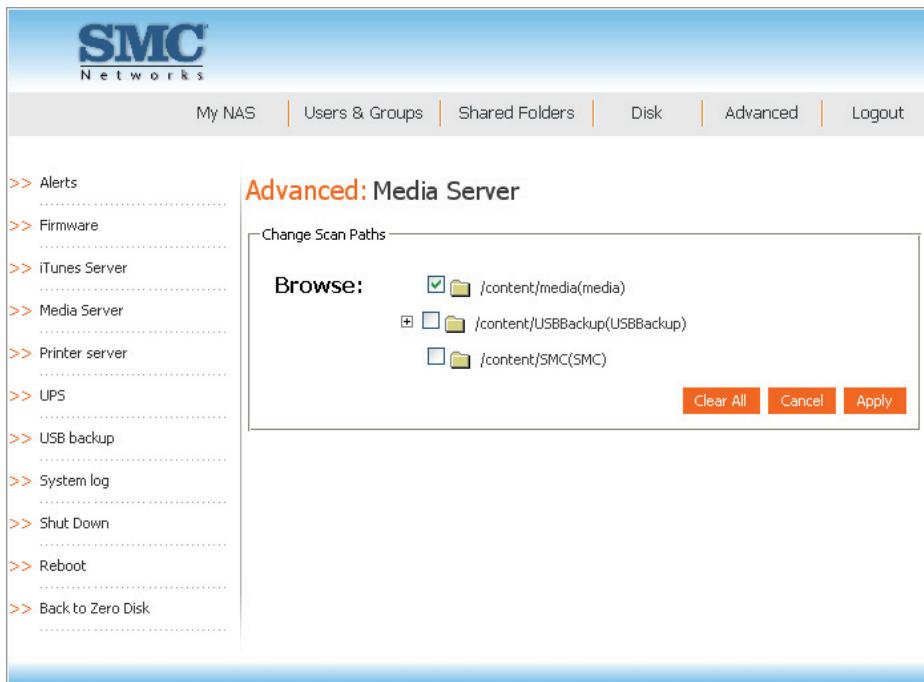 SMC
Networks
My NAS Users & Groups Shared Folders Disk Advanced Logout
>> Alerts
>> Firmware
>> iTunes Server
>> Media Server
>> Printer server
>> UPS
>> USB backup
>> System log
>> Shut Down
>> Reboot
>> Back to Zero Disk
Advanced: Media Server
Change Scan Paths
Browse:
/content/media(media)
/content/USBBackup(USBBackup)
/content/SMC(SMC)
Clear All Cancel Apply